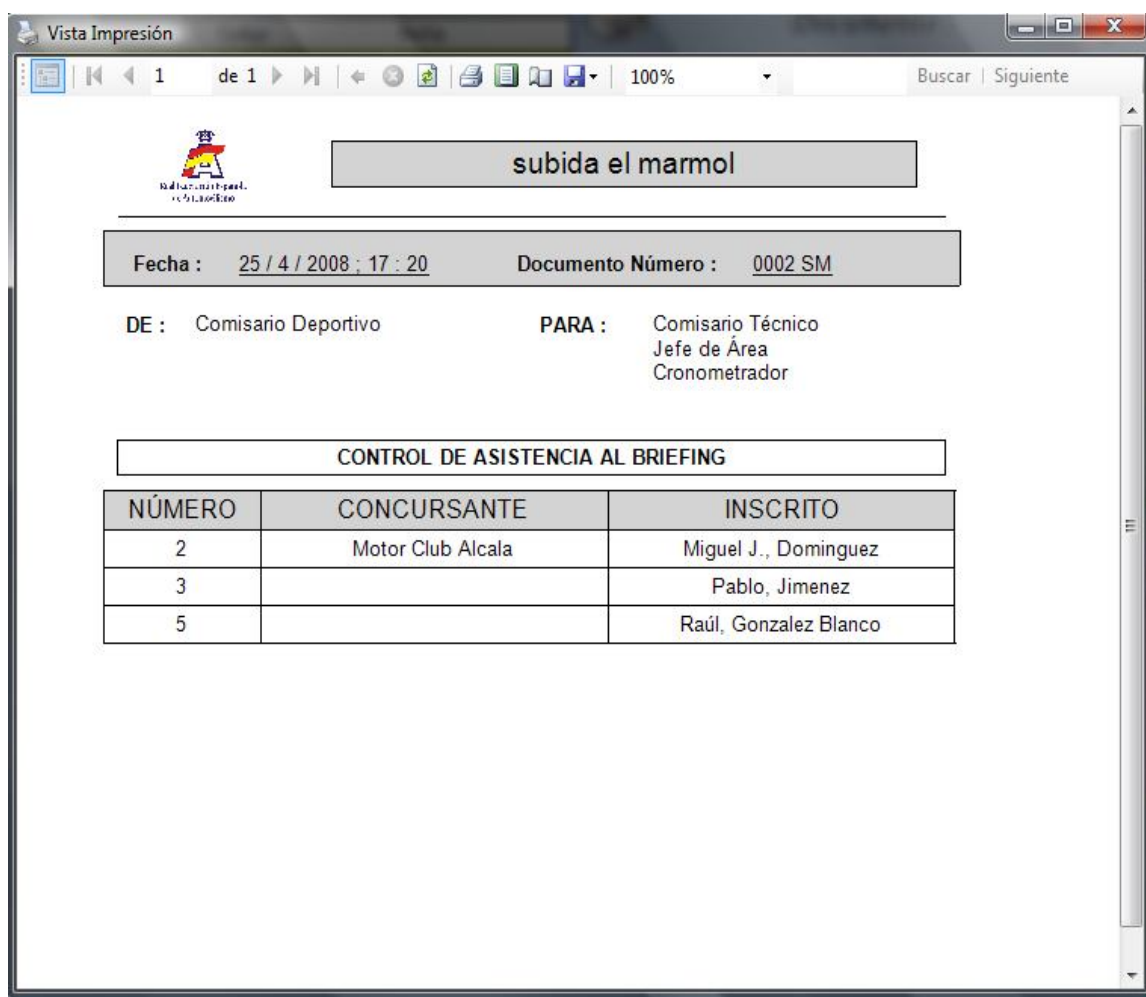 Vista Impresión
1 de 1 100% Buscar | Siguiente
subida el marmol
Fecha : 25 / 4 / 2008 ; 17 : 20 Documento Número : 0002 SM
DE : Comisario Deportivo PARA : Comisario Técnico
Jefe de Área
Cronometrador
CONTROL DE ASISTENCIA AL BRIEFING
NÚMERO CONCURSANTE INSCRITO
2 Motor Club Alcala Miguel J., Dominguez
3 Pablo, Jimenez
5 Raúl, Gonzalez Blanco